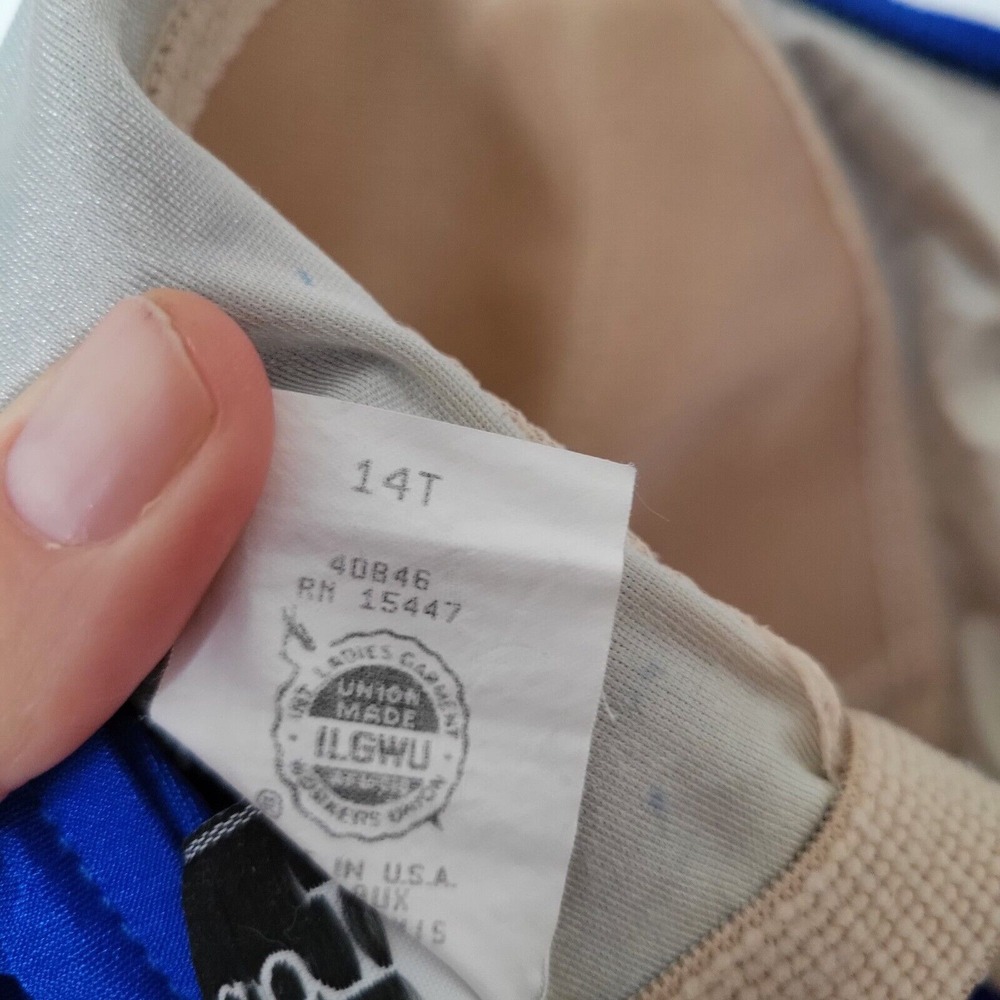 14T
40846
RN 15447
INT LADIES GARMENT
UNION
MADE
ILGWU
WORKERS UNION
®
IN U.S.A.